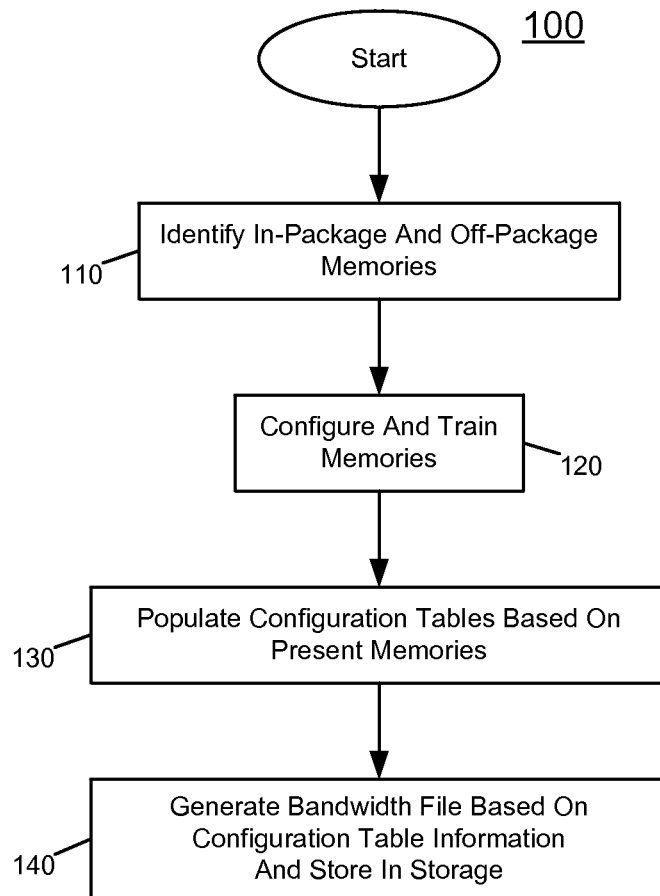 100
Start
Identify In-Package And Off-Package
Memories
110
Configure And Train
Memories
120
Populate Configuration Tables Based On
Present Memories
130
Generate Bandwidth File Based On
Configuration Table Information
And Store In Storage
140